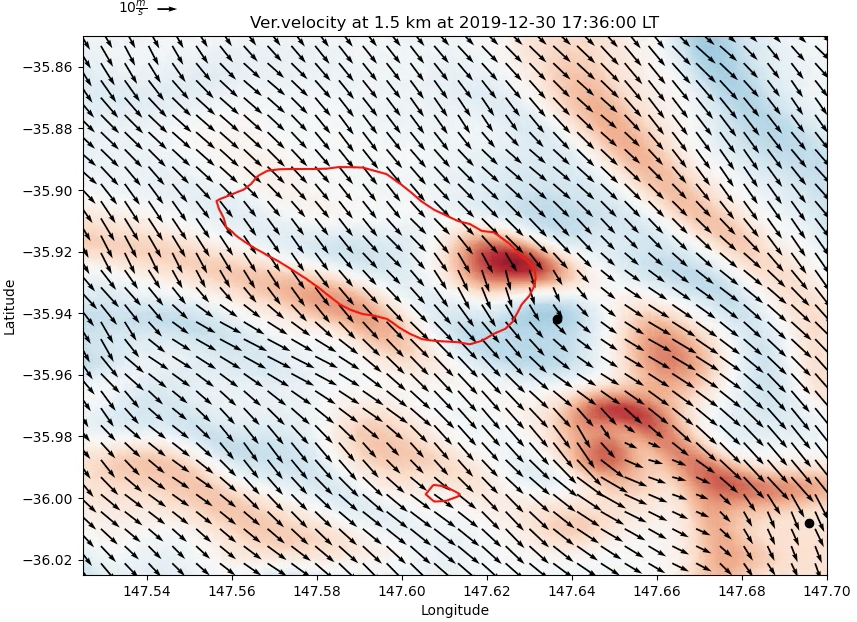 10 m/s
Ver.velocity at 1.5 km at 2019-12-30 17:36:00 LT
−35.86
−35.88
−35.90
−35.92
−35.94
−35.96
−35.98
−36.00
−36.02
Latitude
147.54 147.56 147.58 147.60 147.62 147.64 147.66 147.68 147.70
Longitude